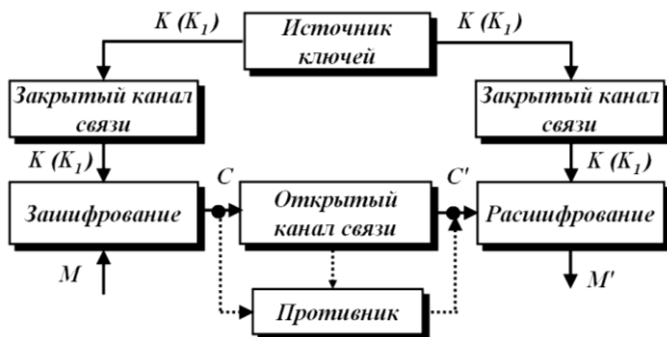 K (K₁)
Источник
ключей
K (K₁)
Закрытый канал
связи
Закрытый канал
связи
K (K₁)
K (K₁)
Зашифрование
C
Открытый
канал связи
C'
Расшифрование
M
Противник
M'